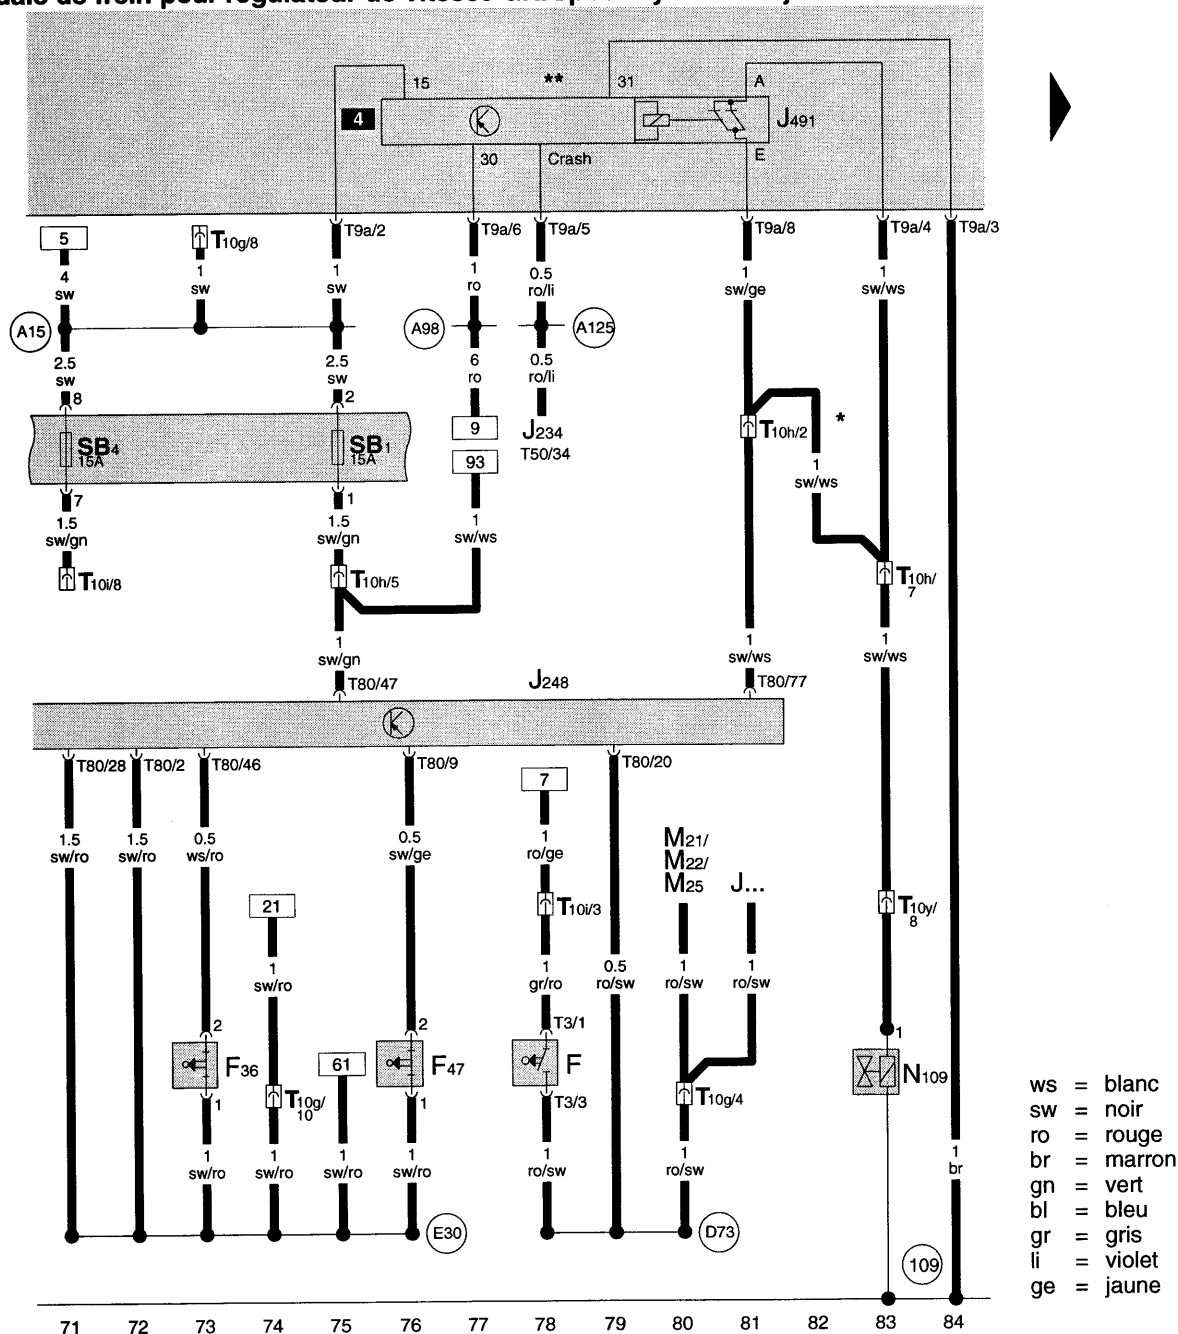 15
**
31
A
4
J491
30
Crash
E
T9a/2
T9a/6
T9a/5
T9a/8
T9a/4
T9a/3
5
T10g/8
4
sw
1
sw
1
sw
1
ro
0.5
ro/li
1
sw/ge
1
sw/ws
A15
A98
A125
2.5
sw
8
2.5
sw
2
6
ro
0.5
ro/li
9
J234
T50/34
93
T10h/2
*
SB4
15A
SB1
15A
7
1
1
sw/ws
1.5
sw/gn
1.5
sw/gn
1
sw/ws
T10i/8
T10h/5
T10h/
7
1
sw/gn
1
sw/ws
1
sw/ws
T80/47
J248
T80/77
T80/28
T80/2
T80/46
T80/9
T80/20
7
1.5
sw/ro
1.5
sw/ro
0.5
ws/ro
0.5
sw/ge
1
ro/ge
M21/
M22/
M25
J...
21
T10i/3
T10y/
8
1
sw/ro
1
gr/ro
0.5
ro/sw
1
ro/sw
1
ro/sw
2
2
T3/1
1
F36
61
F47
F
N109
1
T10g/
10
1
T3/3
T10g/4
1
sw/ro
1
sw/ro
1
sw/ro
1
sw/ro
1
ro/sw
1
ro/sw
1
br
E30
D73
109
ws = blanc
sw = noir
ro = rouge
br = marron
gn = vert
bl = bleu
gr = gris
li = violet
ge = jaune
71 72 73 74 75 76 77 78 79 80 81 82 83 84